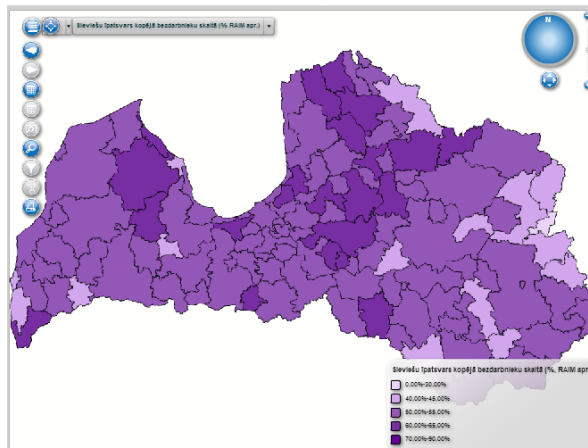 Sieviešu īpatsvars kopējā bezdarbnieku skaitā (% RAIM apr.)
N
Sieviešu īpatsvars kopējā bezdarbnieku skaitā (%, RAIM apr
0,00%-30,00%
40,00%-45,00%
50,00%-55,00%
60,00%-65,00%
70,00%-90,00%